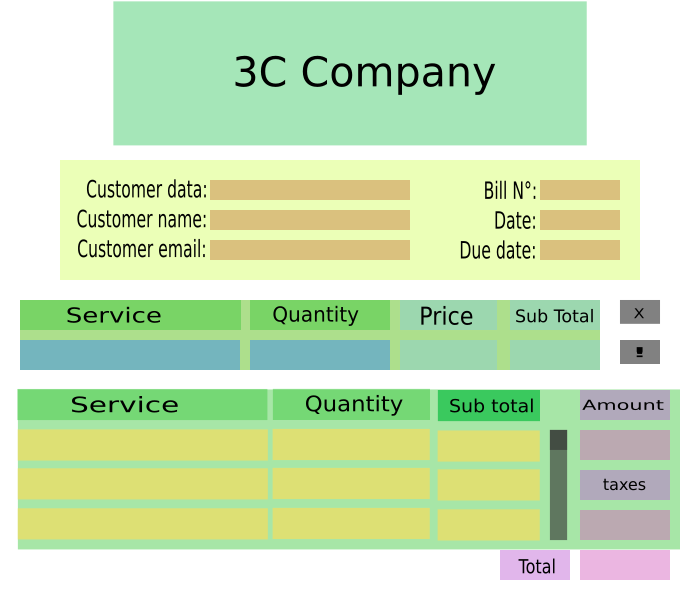 3C Company
Customer data: Bill N°:
Customer name: Date:
Customer email: Due date:
Service Quantity Price Sub Total X
Service Quantity Sub total Amount
taxes
Total